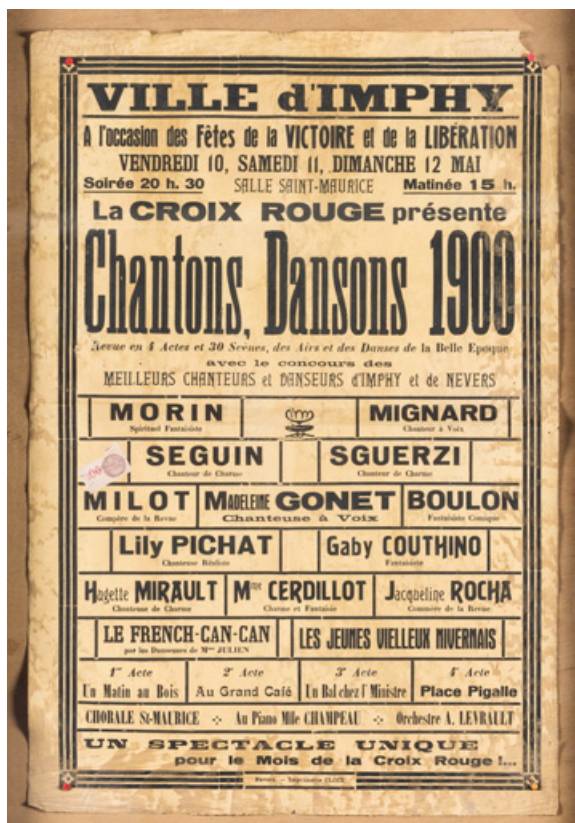 VILLE d'IMPHY
A l'occasion des Fêtes de la VICTOIRE et de la LIBÉRATION
VENDREDI 10, SAMEDI 11, DIMANCHE 12 MAI
Soirée 20 h. 30 SALLE SAINT-MAURICE Matinée 15 h.
La CROIX ROUGE présente
Chantons, Dansons 1900
Revue en 4 Actes et 30 Scènes, des Airs et des Danses de la Belle Epoque
avec le concours des
MEILLEURS CHANTEURS et DANSEURS d'IMPHY et de NEVERS
MORIN MIGNARD
Spirituel Fantaisiste Chanteur à Voix
SEGUIN SGUERZI
Chanteur de Charme Chanteur de Charme
MILOT MADELEINE GONET BOULON
Compère de la Revue Chanteuse à Voix Fantaisiste Comique
Lily PICHAT Gaby COUTHINO
Chanteuse Réaliste Fantaisiste
Hugette MIRAULT Mme CERDILLOT Jacqueline ROCHA
Chanteuse de Charme Charme et Fantaisie Commère de la Revue
LE FRENCH-CAN-CAN LES JEUNES VIELLEUX NIVERNAIS
par les Danseuses de Mme JULIEN
1er Acte 2e Acte 3e Acte 4e Acte
Un Matin au Bois Au Grand Café Un Bal chez l'Ministre Place Pigalle
CHORALE St-MAURICE Au Piano Mlle CHAMPEAU Orchestre A. LEVRAULT
UN SPECTACLE UNIQUE
pour le Mois de la Croix Rouge !...
Nevers. — Imprimerie